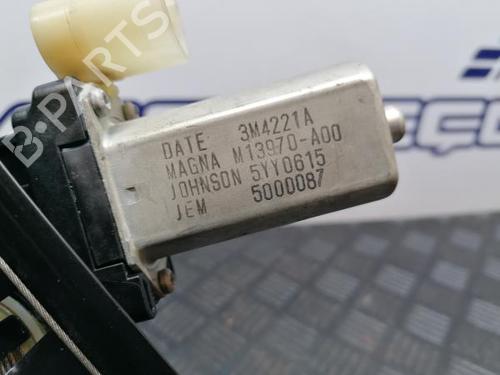 B-PARTS
DATE 3M4221A
MAGNA M13970-A00
JOHNSON 5YY0615
JEM 5000087